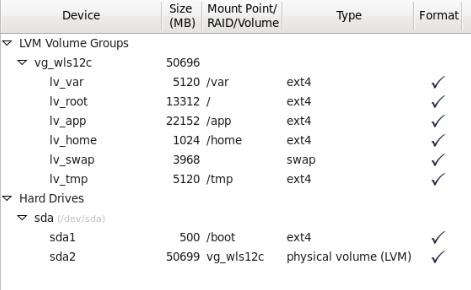 Device Size (MB) Mount Point/ RAID/Volume Type Format
LVM Volume Groups
vg_wls12c 50696
lv_var 5120 /var ext4
lv_root 13312 / ext4
lv_app 22152 /app ext4
lv_home 1024 /home ext4
lv_swap 3968 swap
lv_tmp 5120 /tmp ext4
Hard Drives
sda (/dev/sda)
sda1 500 /boot ext4
sda2 50699 vg_wls12c physical volume (LVM)